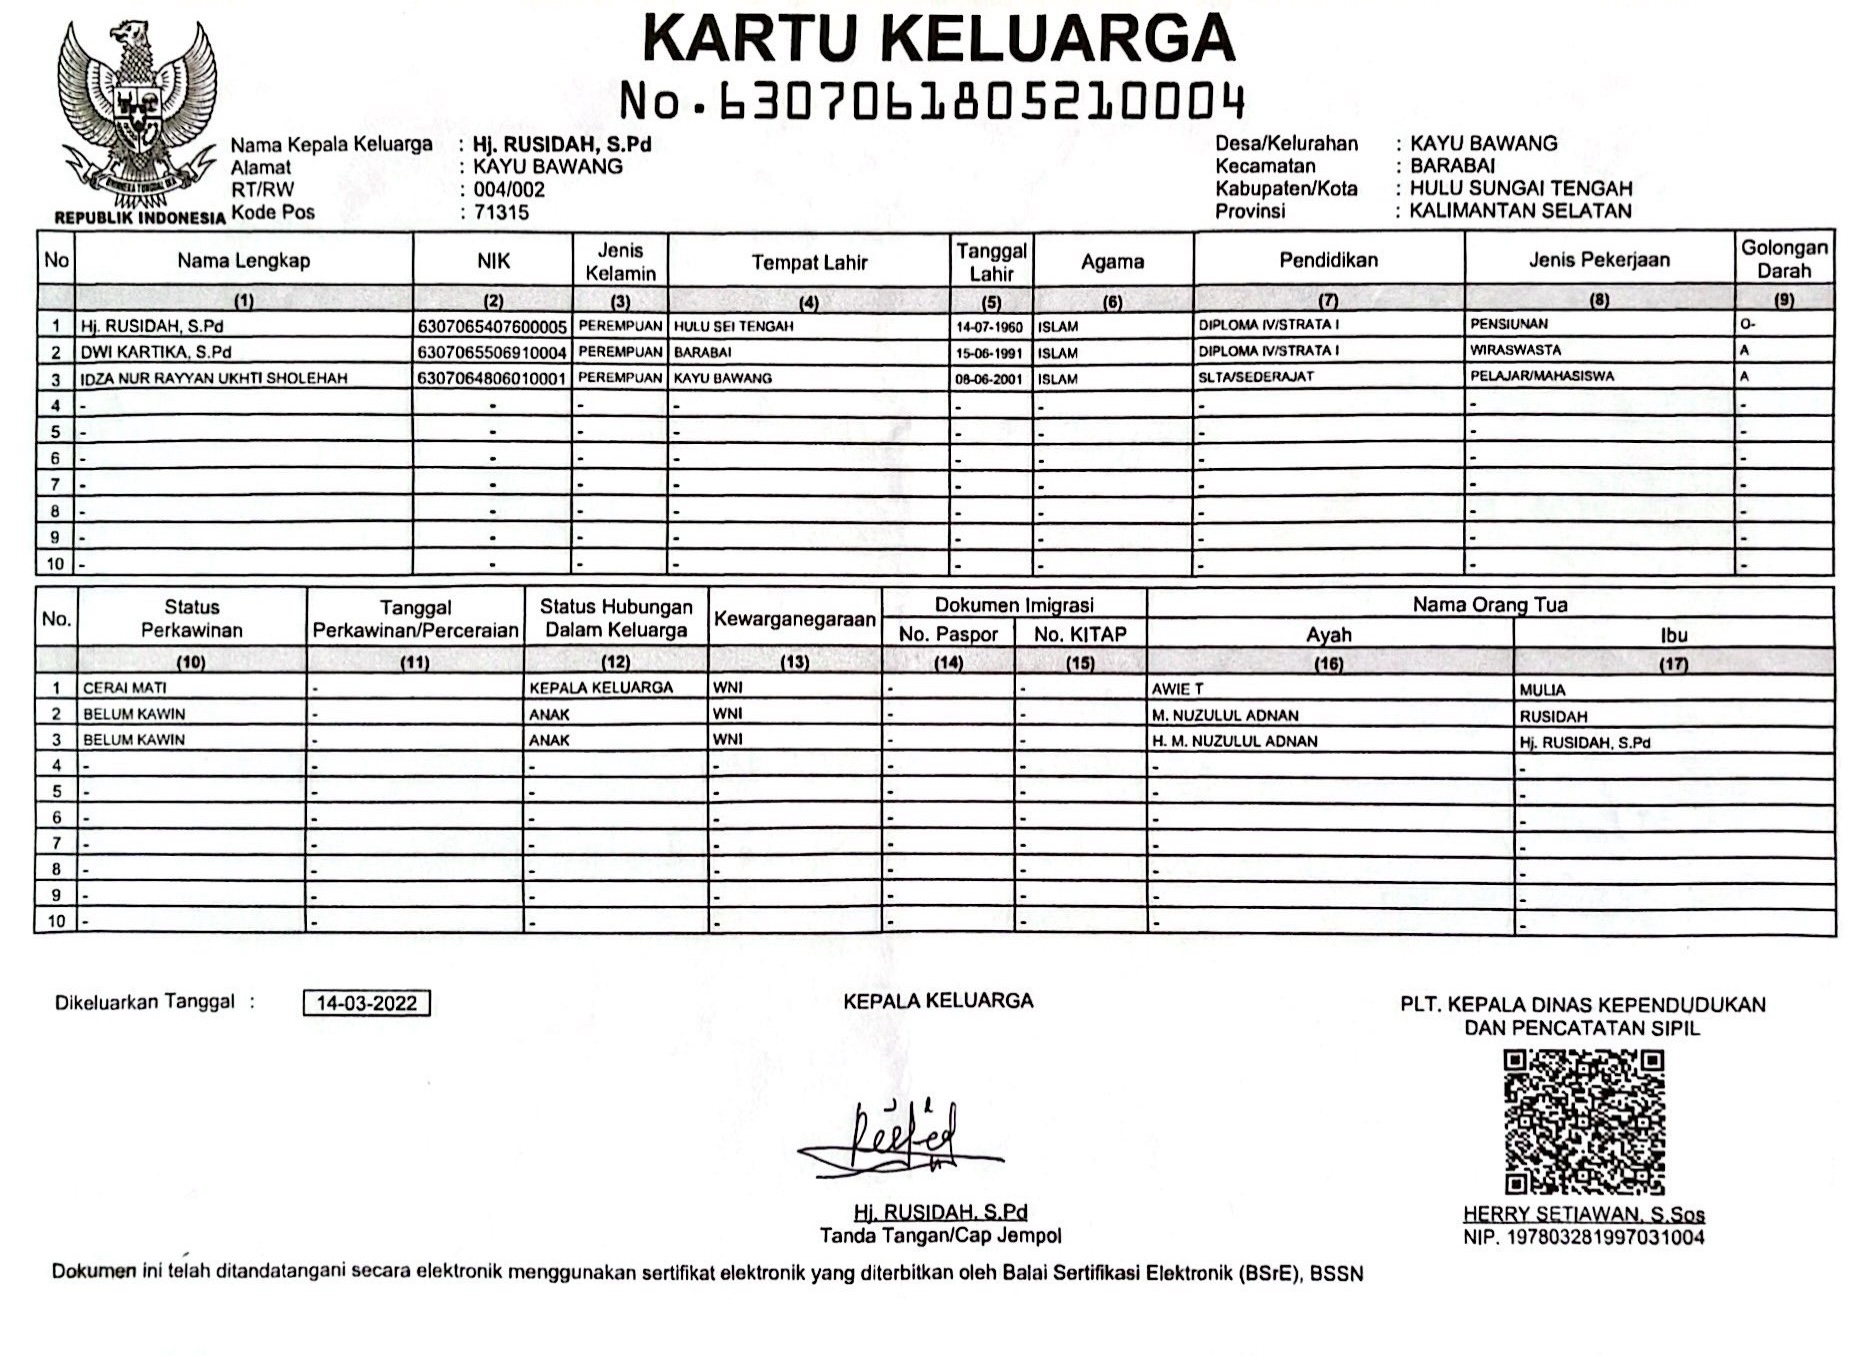 KARTU KELUARGA
No. 6307061805210004
REPUBLIK INDONESIA
Nama Kepala Keluarga : Hj. RUSIDAH, S.Pd
Alamat : KAYU BAWANG
RT/RW : 004/002
Kode Pos : 71315
Desa/Kelurahan : KAYU BAWANG
Kecamatan : BARABAI
Kabupaten/Kota : HULU SUNGAI TENGAH
Provinsi : KALIMANTAN SELATAN
No Nama Lengkap NIK Jenis Kelamin Tempat Lahir Tanggal Lahir Agama Pendidikan Jenis Pekerjaan Golongan Darah
(1) (2) (3) (4) (5) (6) (7) (8) (9)
1 Hj. RUSIDAH, S.Pd 6307065407600005 PEREMPUAN HULU SEI TENGAH 14-07-1960 ISLAM DIPLOMA IV/STRATA I PENSIUNAN O-
2 DWI KARTIKA, S.Pd 6307065506910004 PEREMPUAN BARABAI 15-06-1991 ISLAM DIPLOMA IV/STRATA I WIRASWASTA A
3 IDZA NUR RAYYAN UKHTI SHOLEHAH 6307064806010001 PEREMPUAN KAYU BAWANG 08-06-2001 ISLAM SLTA/SEDERAJAT PELAJAR/MAHASISWA A
4 - - - - - - - - -
5 - - - - - - - - -
6 - - - - - - - - -
7 - - - - - - - - -
8 - - - - - - - - -
9 - - - - - - - - -
10 - - - - - - - - -
No. Status Perkawinan Tanggal Perkawinan/Perceraian Status Hubungan Dalam Keluarga Kewarganegaraan Dokumen Imigrasi Nama Orang Tua
No. Paspor No. KITAP Ayah Ibu
(10) (11) (12) (13) (14) (15) (16) (17)
1 CERAI MATI - KEPALA KELUARGA WNI - - AWIE T MULIA
2 BELUM KAWIN - ANAK WNI - - M. NUZULUL ADNAN RUSIDAH
3 BELUM KAWIN - ANAK WNI - - H. M. NUZULUL ADNAN Hj. RUSIDAH, S.Pd
4 - - - - - - - -
5 - - - - - - - -
6 - - - - - - - -
7 - - - - - - - -
8 - - - - - - - -
9 - - - - - - - -
10 - - - - - - - -
Dikeluarkan Tanggal : 14-03-2022
KEPALA KELUARGA
Hj. RUSIDAH, S.Pd
Tanda Tangan/Cap Jempol
PLT. KEPALA DINAS KEPENDUDUKAN
DAN PENCATATAN SIPIL
HERRY SETIAWAN, S.Sos
NIP. 197803281997031004
Dokumen ini telah ditandatangani secara elektronik menggunakan sertifikat elektronik yang diterbitkan oleh Balai Sertifikasi Elektronik (BSrE), BSSN